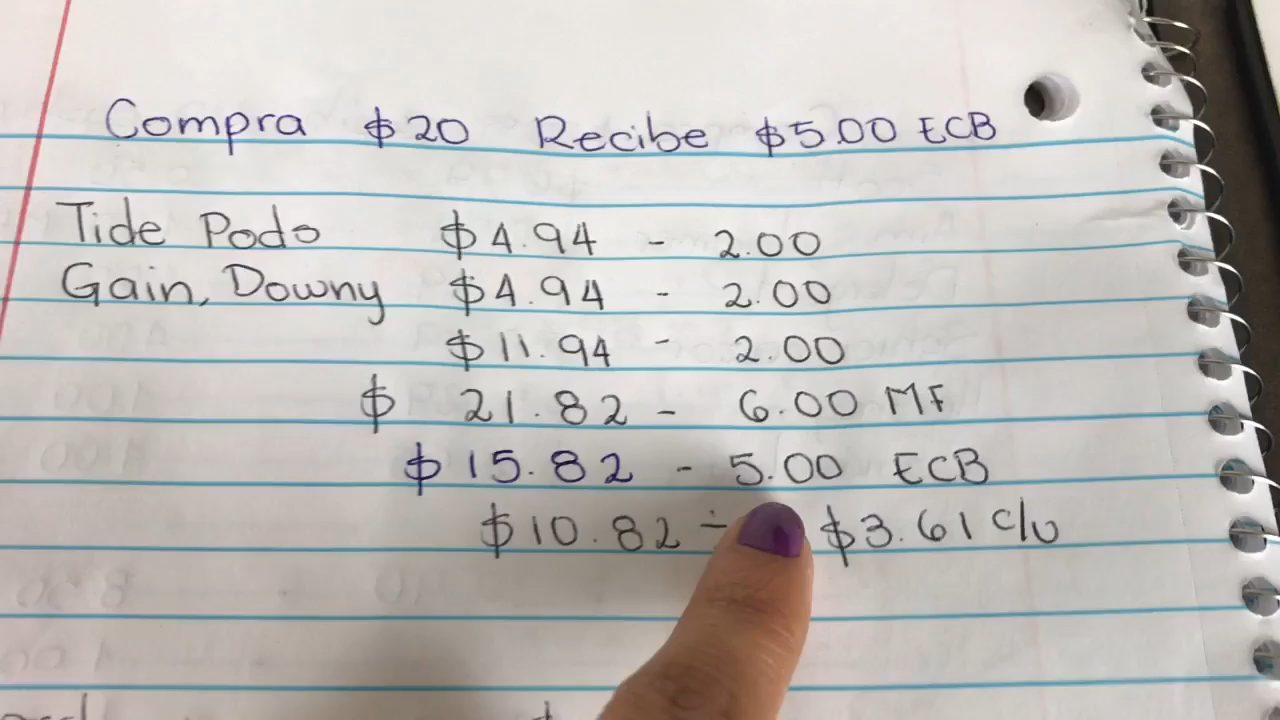 Compra $20 Recibe $5.00 ECB
Tide Pods $4.94 - 2.00
Gain, Downy $4.94 - 2.00
$11.94 - 2.00
$ 21.82 - 6.00 MF
$15.82 - 5.00 ECB
$10.82 ÷ $3.61 c/u